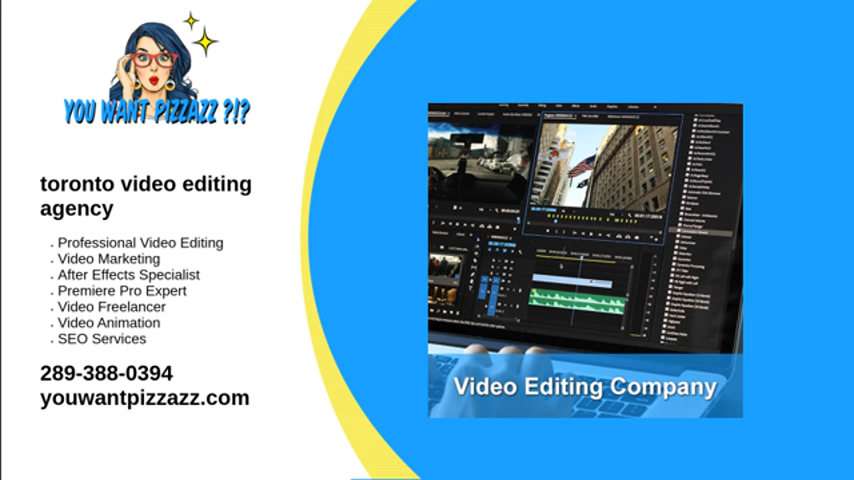 YOU WANT PIZZAZZ ?!?
toronto video editing
agency
. Professional Video Editing
. Video Marketing
. After Effects Specialist
. Premiere Pro Expert
. Video Freelancer
. Video Animation
. SEO Services
289-388-0394
youwantpizzazz.com
Video Editing Company